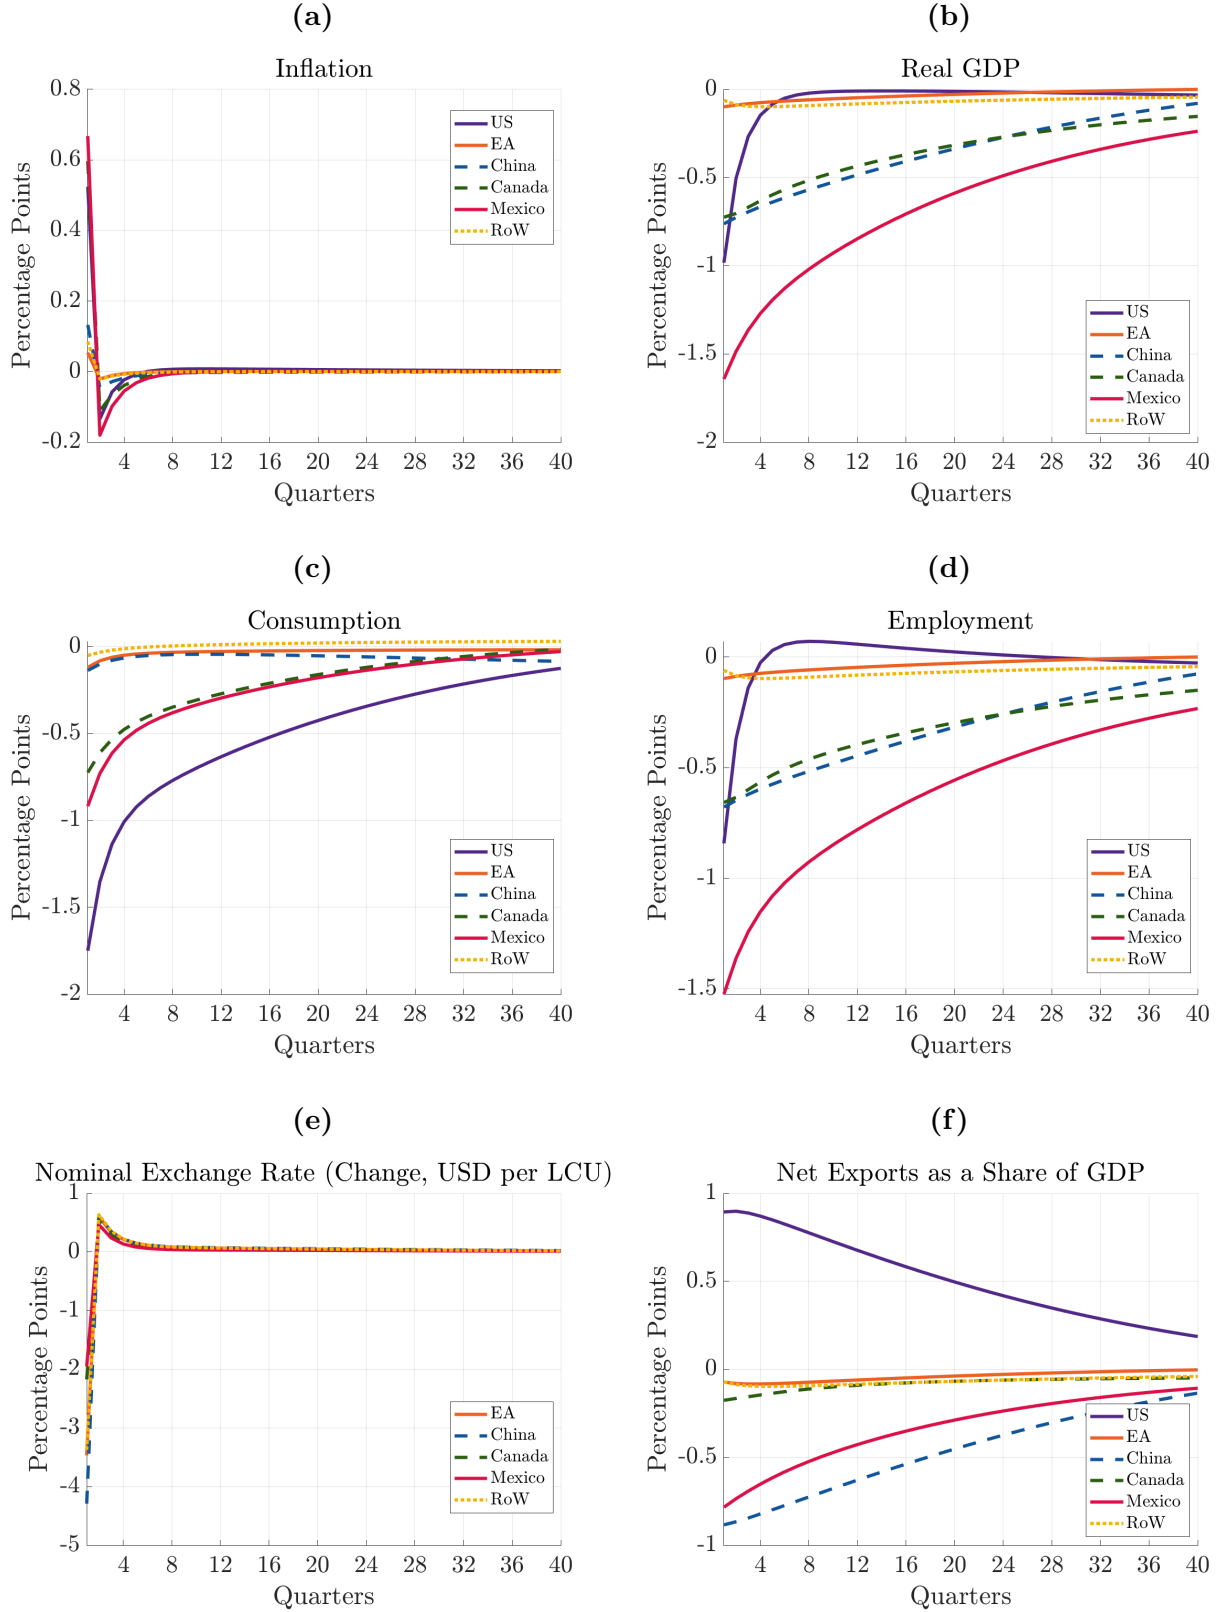 (a)
Inflation
0.8
0.6
0.4
0.2
0
-0.2
Percentage Points
4 8 12 16 20 24 28 32 36 40
Quarters
US
EA
China
Canada
Mexico
RoW
(b)
Real GDP
0
-0.5
-1
-1.5
-2
Percentage Points
4 8 12 16 20 24 28 32 36 40
Quarters
US
EA
China
Canada
Mexico
RoW
(c)
Consumption
0
-0.5
-1
-1.5
-2
Percentage Points
4 8 12 16 20 24 28 32 36 40
Quarters
US
EA
China
Canada
Mexico
RoW
(d)
Employment
0
-0.5
-1
-1.5
Percentage Points
4 8 12 16 20 24 28 32 36 40
Quarters
US
EA
China
Canada
Mexico
RoW
(e)
Nominal Exchange Rate (Change, USD per LCU)
1
0
-1
-2
-3
-4
-5
Percentage Points
4 8 12 16 20 24 28 32 36 40
Quarters
EA
China
Canada
Mexico
RoW
(f)
Net Exports as a Share of GDP
1
0.5
0
-0.5
-1
Percentage Points
4 8 12 16 20 24 28 32 36 40
Quarters
US
EA
China
Canada
Mexico
RoW